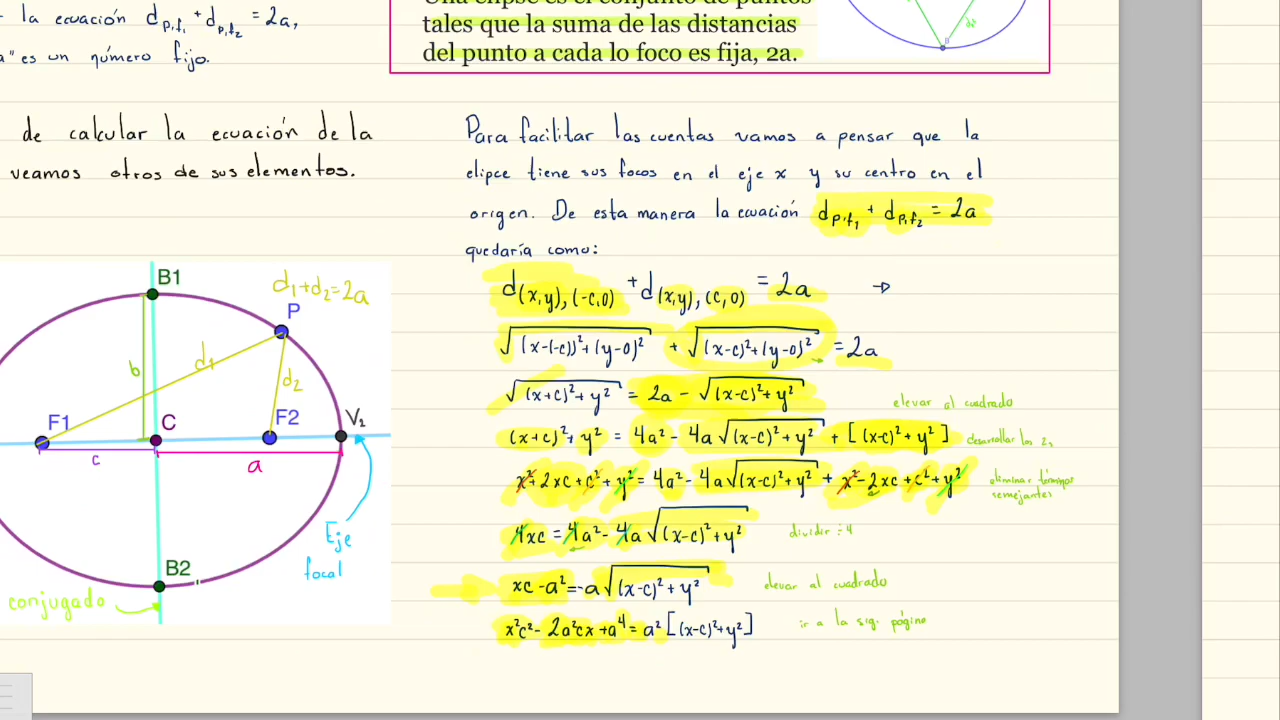 la ecuación d_{P,f₁} + d_{P,f₂} = 2a,
a" es un número fijo.
Una elipse es el conjunto de puntos
tales que la suma de las distancias
del punto a cada lo foco es fija, 2a.
de calcular la ecuación de la
veamos otros de sus elementos.
B1
d₁+d₂=2a
P
b
d₁
d₂
F1
C
F2
V₂
c
a
Eje
focal
B2
conjugado
Para facilitar las cuentas vamos a pensar que la
elipce tiene sus focos en el eje x y su centro en el
origen. De esta manera la ecuación d_{P,f₁} + d_{P,f₂} = 2a
quedaría como:
d(x,y),(-c,0) + d(x,y),(c,0) = 2a →
√((x-(-c))²+(y-0)²) + √((x-c)²+(y-0)²) = 2a
√((x+c)²+y²) = 2a - √((x-c)²+y²)
elevar al cuadrado
(x+c)²+y² = 4a² - 4a√((x-c)²+y²) + [(x-c)²+y²]
desarrollar los
x²+2xc+c²+y² = 4a² - 4a√((x-c)²+y²) + x²-2xc+c²+y²
eliminar términos
semejantes
4xc = 4a² - 4a√((x-c)²+y²)
dividir ÷4
xc-a² = -a√((x-c)²+y²)
elevar al cuadrado
x²c² - 2a²cx + a⁴ = a²[(x-c)²+y²]
ir a la sig. página